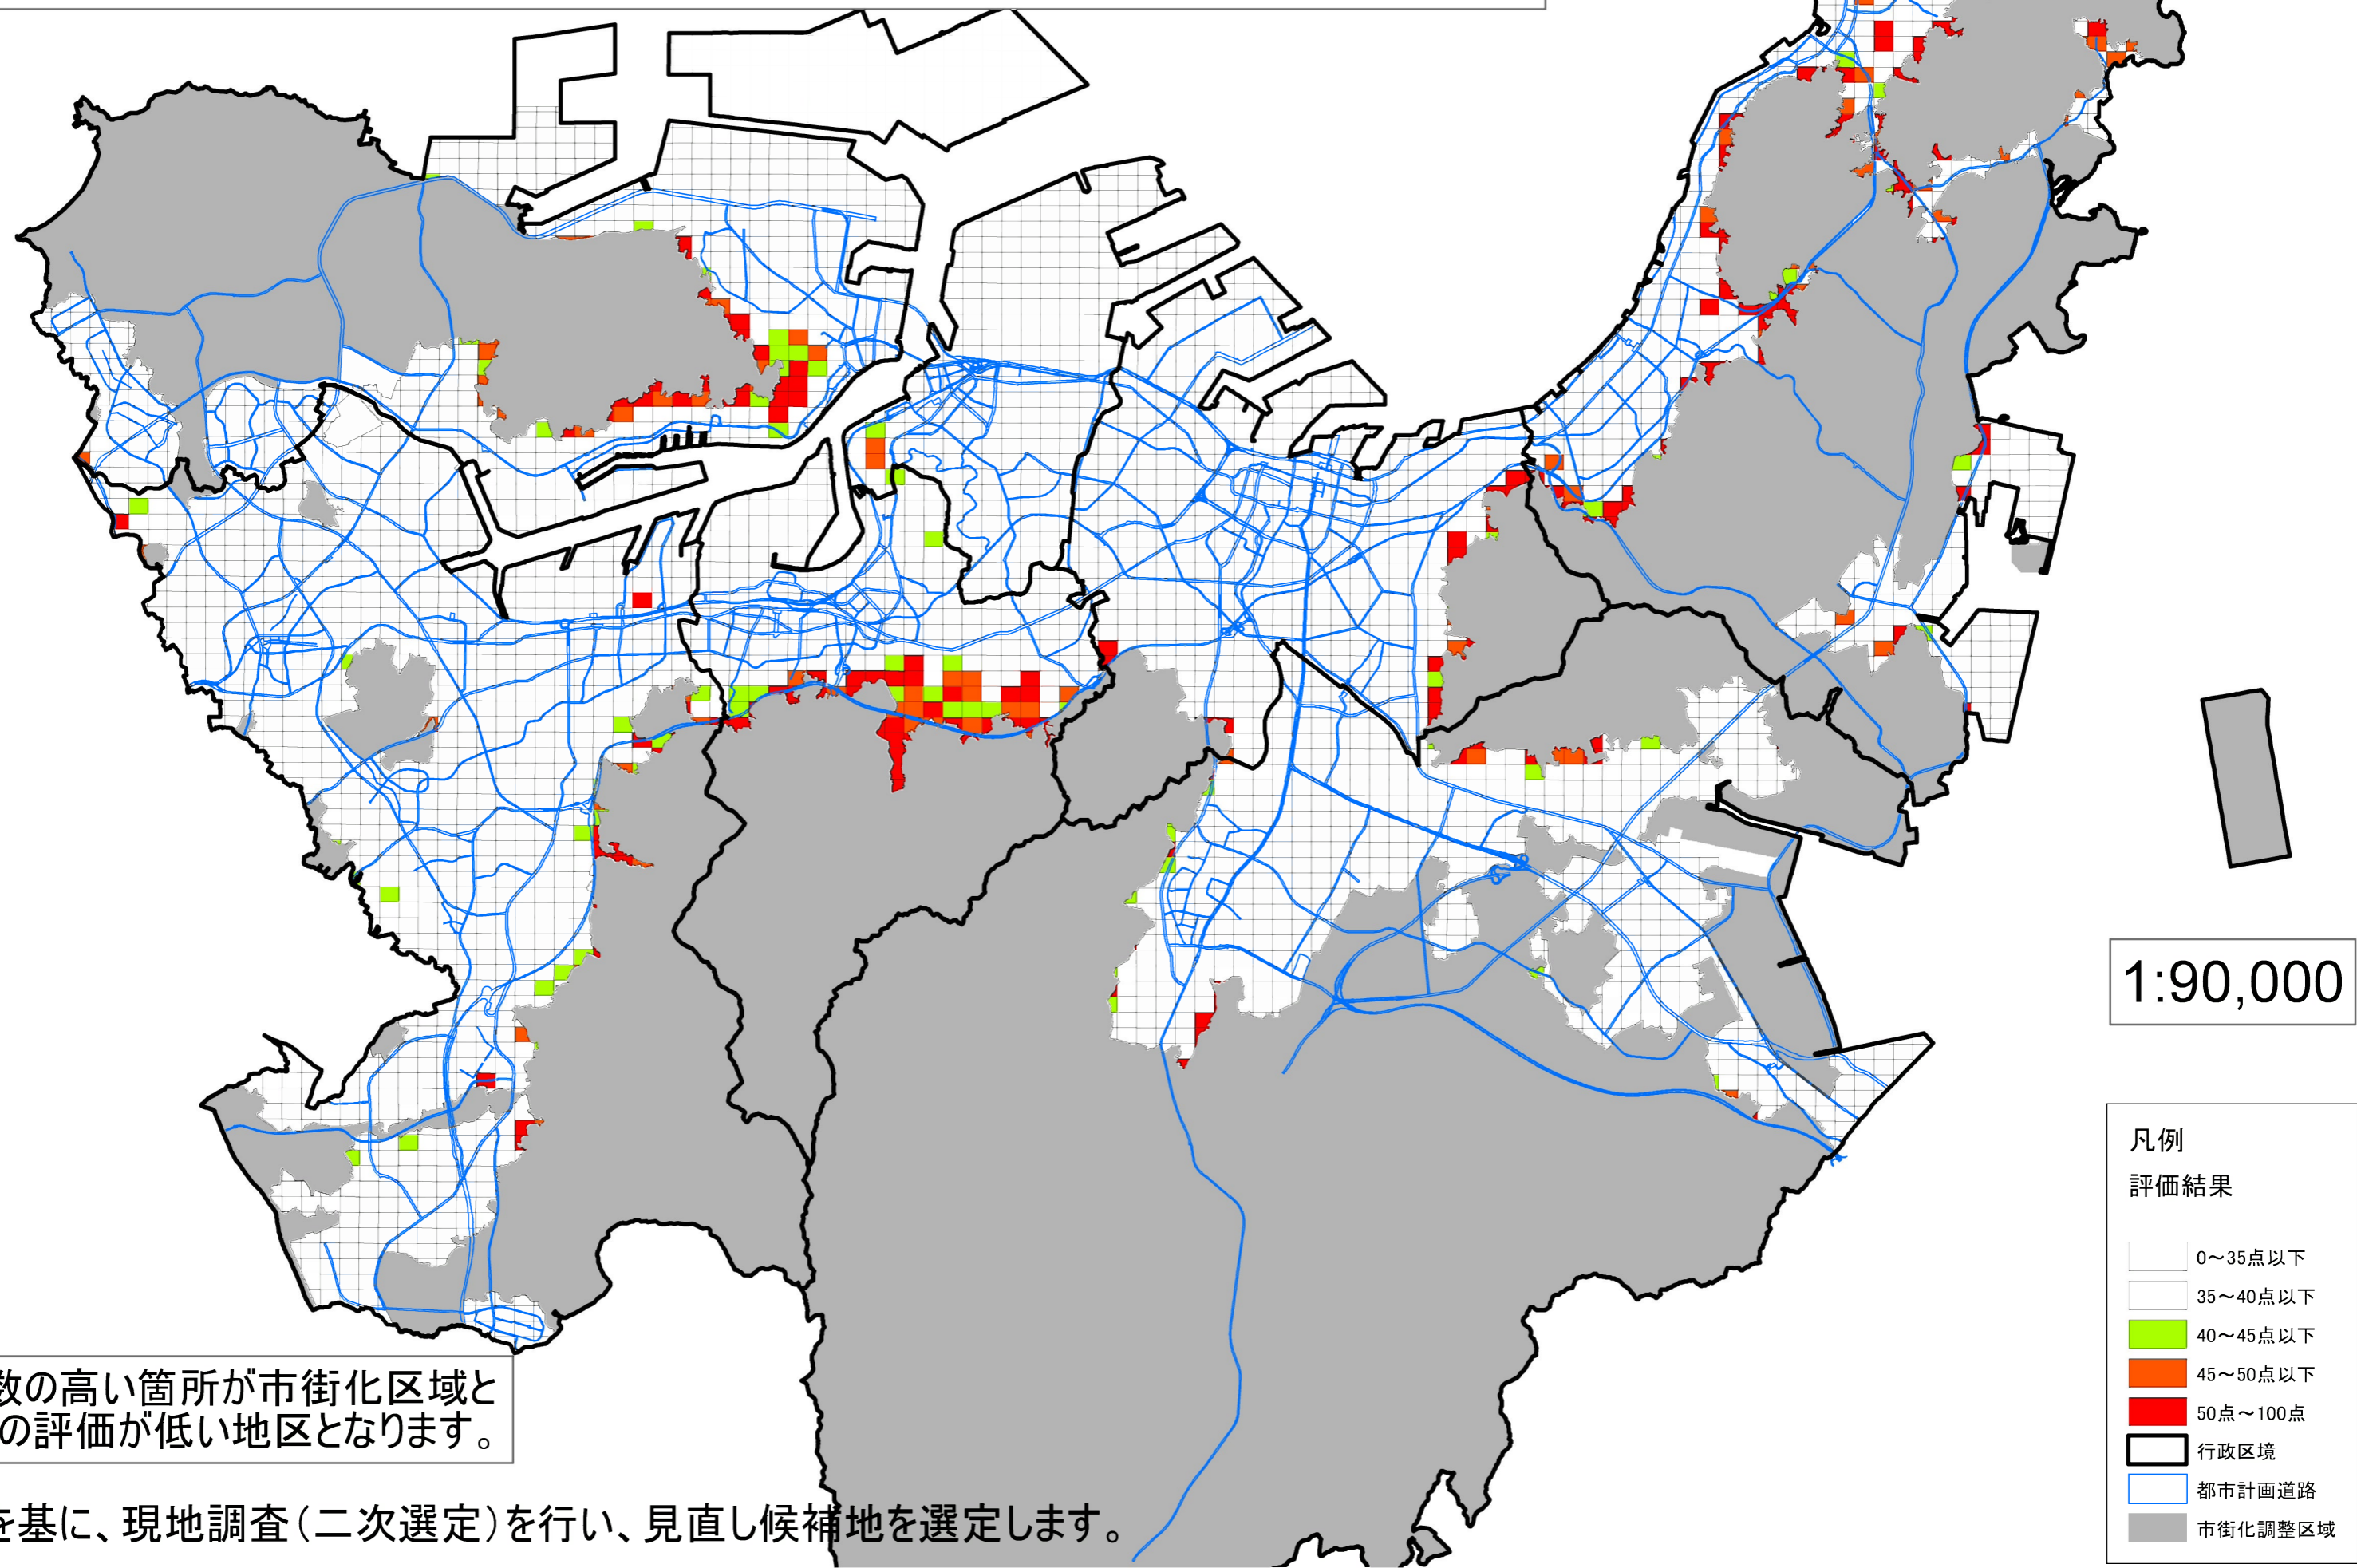 1:90,000
凡例
評価結果
0～35点以下
35～40点以下
40～45点以下
45～50点以下
50点～100点
行政区境
都市計画道路
市街化調整区域
数の高い箇所が市街化区域と
の評価が低い地区となります。
を基に、現地調査（二次選定）を行い、見直し候補地を選定します。